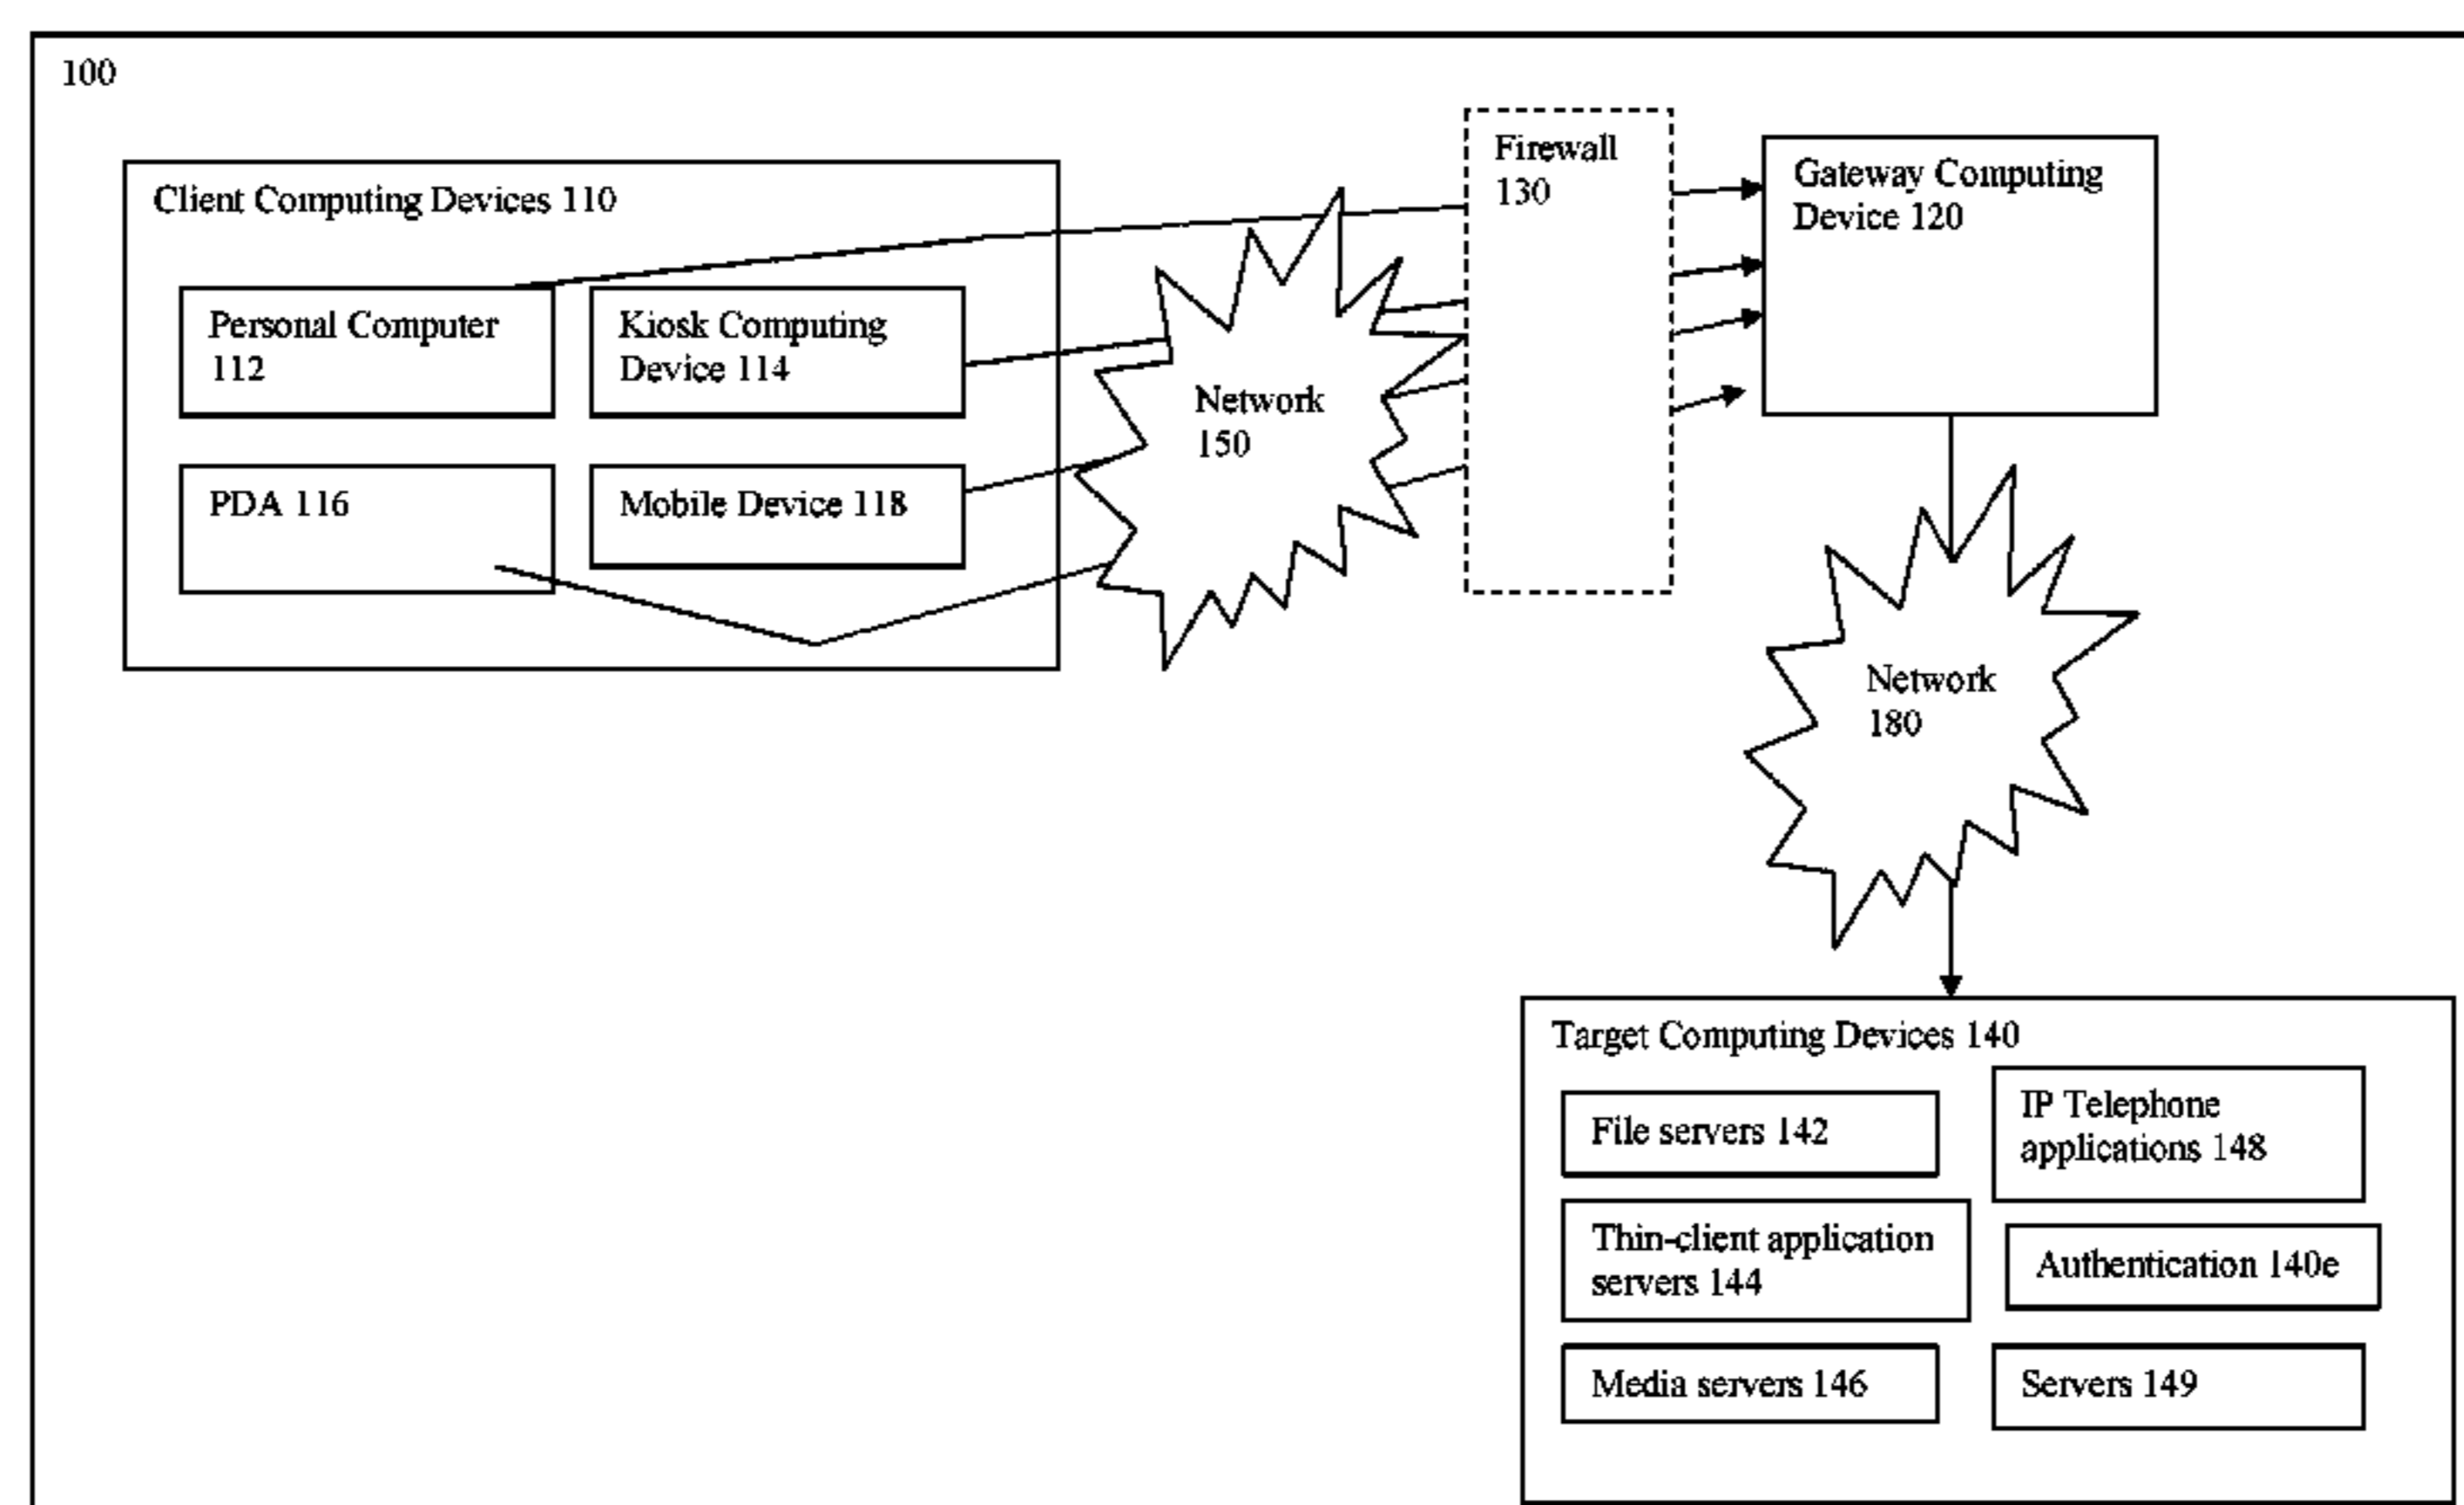 100
Client Computing Devices 110
Personal Computer
112
Kiosk Computing
Device 114
PDA 116
Mobile Device 118
Network
150
Firewall
130
Gateway Computing
Device 120
Network
180
Target Computing Devices 140
File servers 142
IP Telephone
applications 148
Thin-client application
servers 144
Authentication 140e
Media servers 146
Servers 149